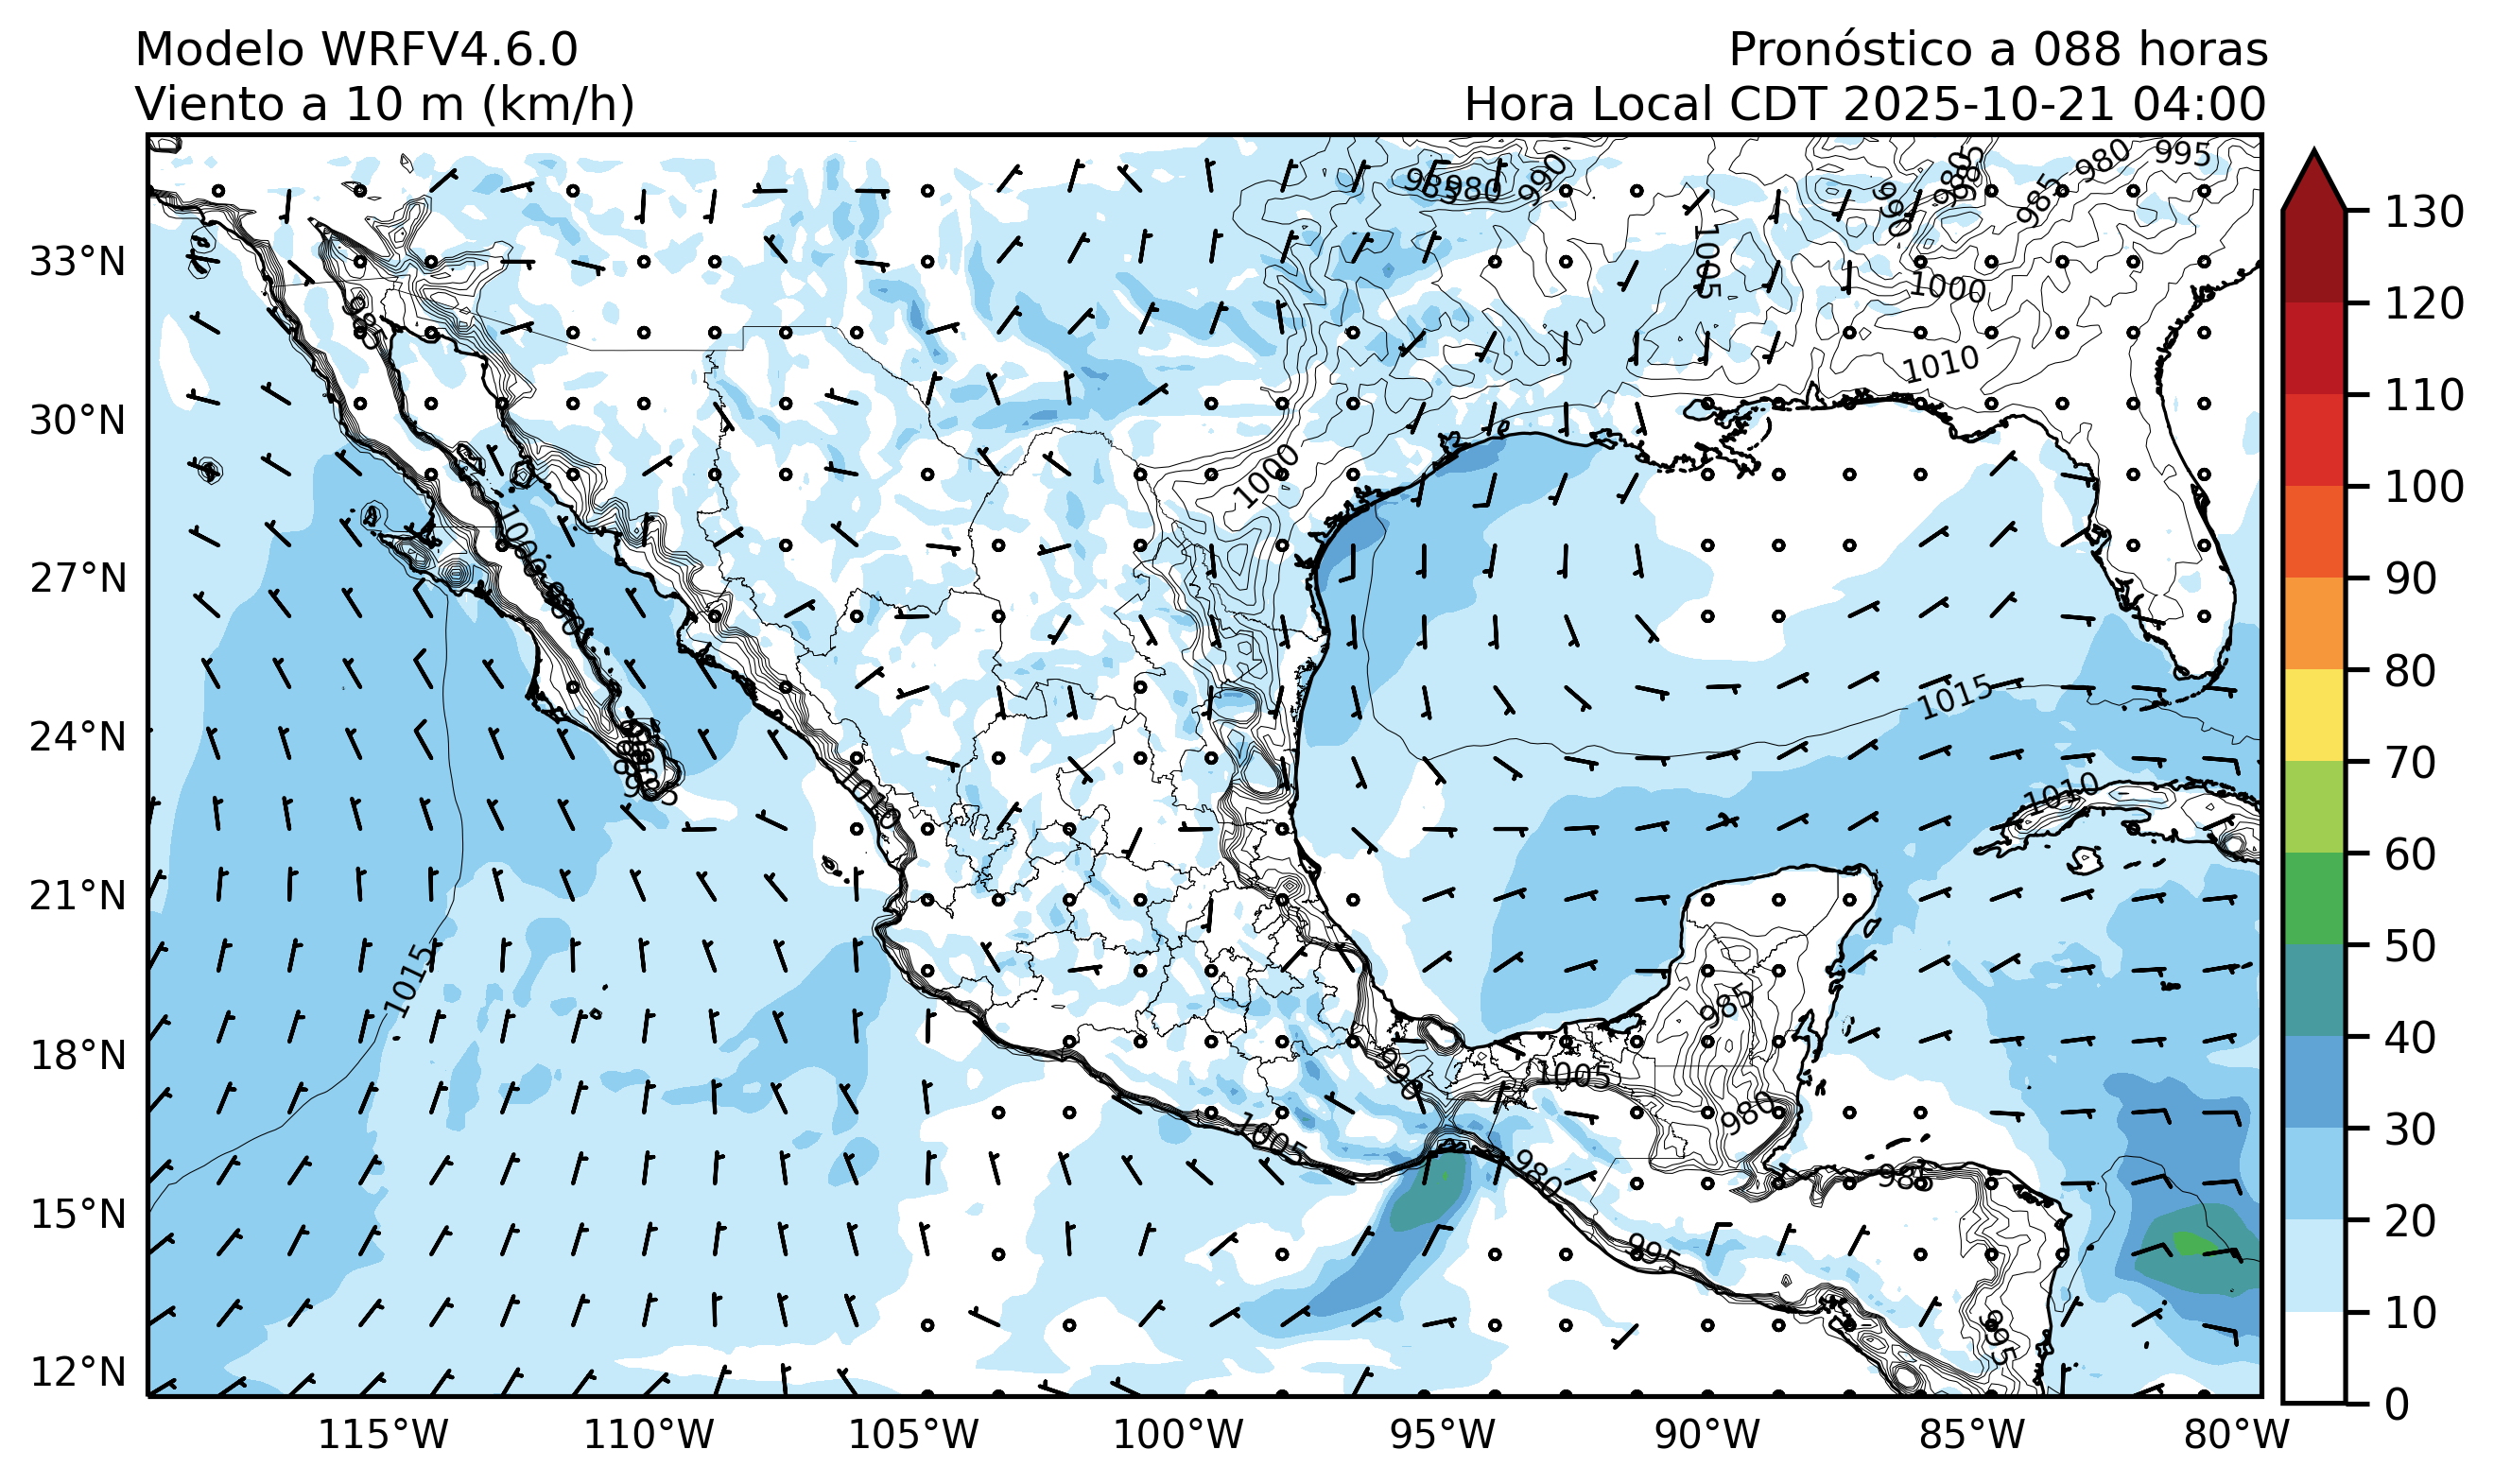 Modelo WRFV4.6.0
Pronóstico a 088 horas
Viento a 10 m (km/h)
Hora Local CDT 2025-10-21 04:00
33°N
30°N
27°N
24°N
21°N
18°N
15°N
12°N
115°W
110°W
105°W
100°W
95°W
90°W
85°W
80°W
130
120
110
100
90
80
70
60
50
40
30
20
10
0
985
980
990
990
985
985
980
995
1005
1000
1010
1000
1015
1010
1010
1015
985
980
1005
980
1005
980
995